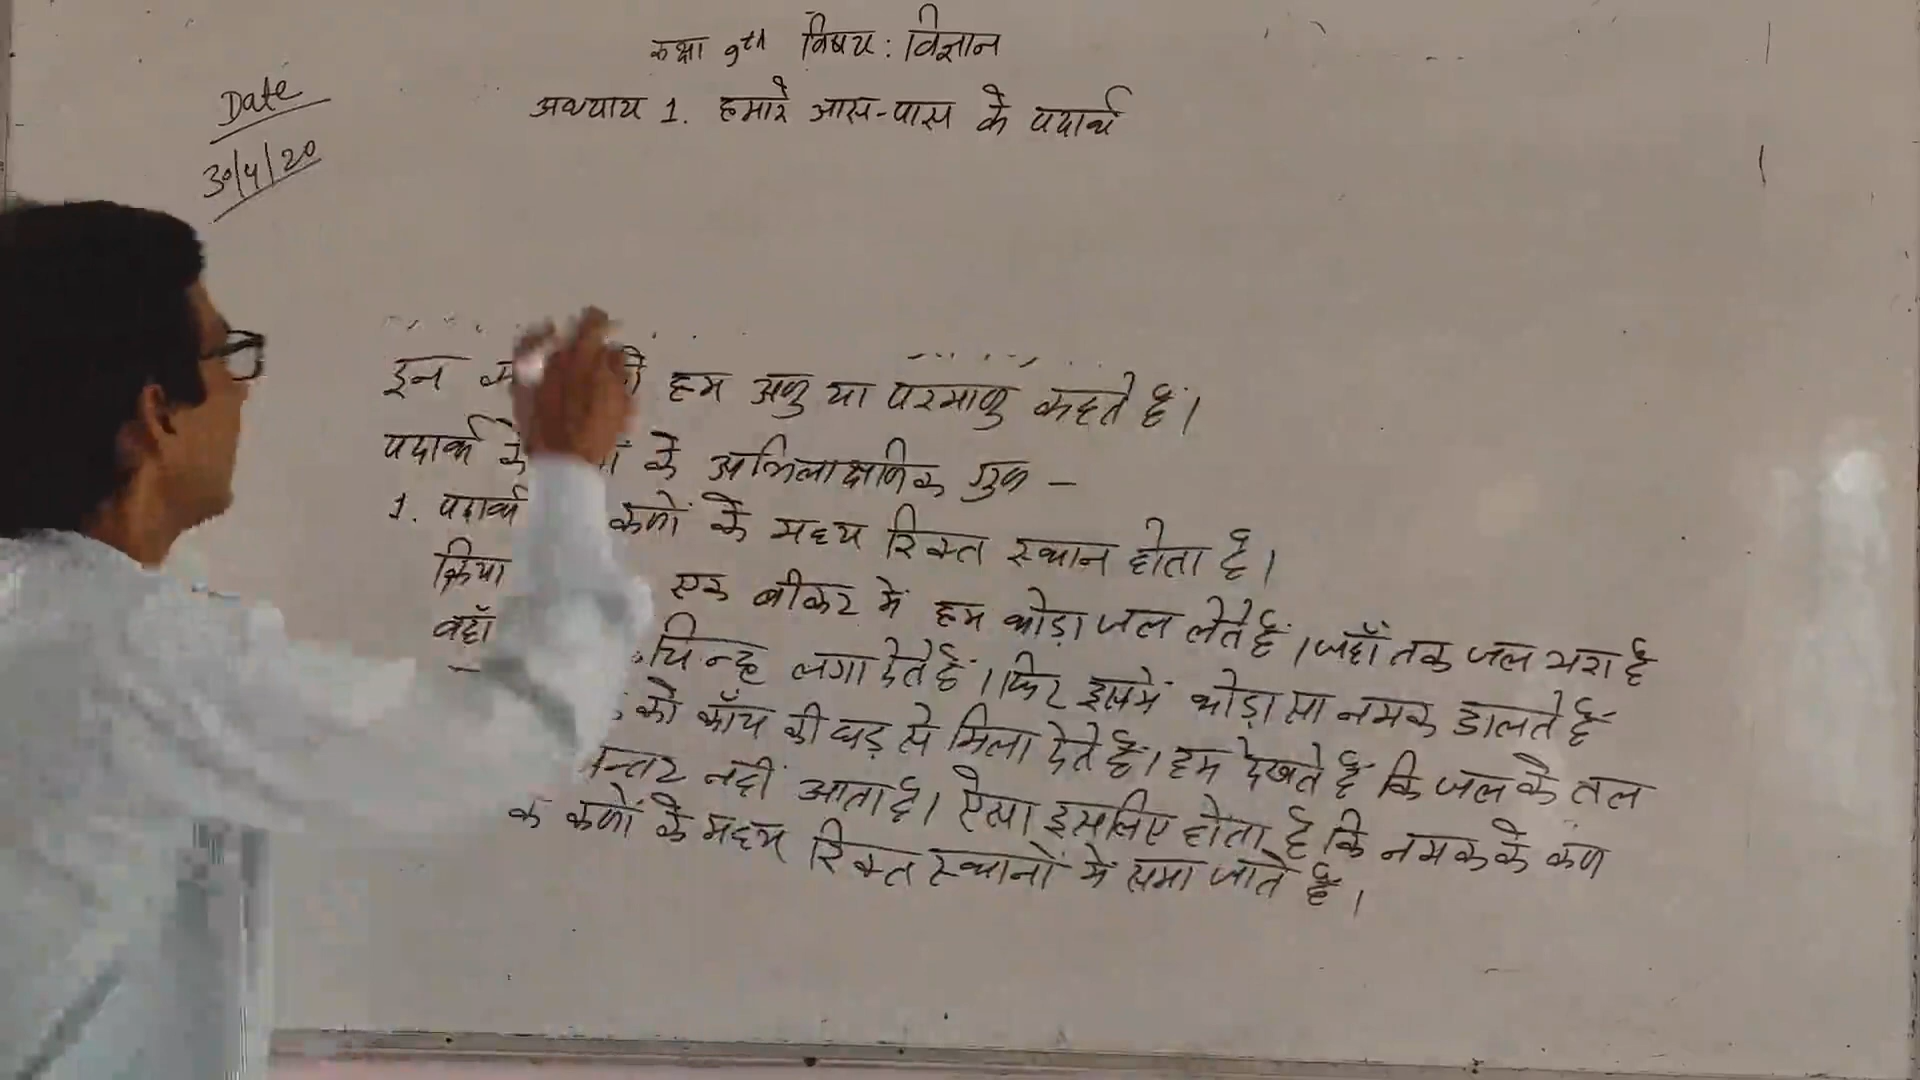 कक्षा 9th विषय : विज्ञान
अध्याय 1. हमारे आस-पास के पदार्थ
Date
30/4/20
इन हम अणु या परमाणु कहते हैं।
पदार्थ के के अभिलाक्षणिक गुण -
1. पदार्थ कणों के मध्य रिक्त स्थान होता है।
क्रिया एक बीकर में हम थोड़ा जल लेते हैं। जहाँ तक जल भरा है
वहाँ चिन्ह लगा देते हैं। फिर इसमें थोड़ा सा नमक डालते हैं
को काँच की छड़ से मिला देते हैं। हम देखते हैं कि जल के तल
नहीं आता है। ऐसा इसलिए होता है कि नमक के कण
के कणों के मध्य रिक्त स्थानों में समा जाते हैं।